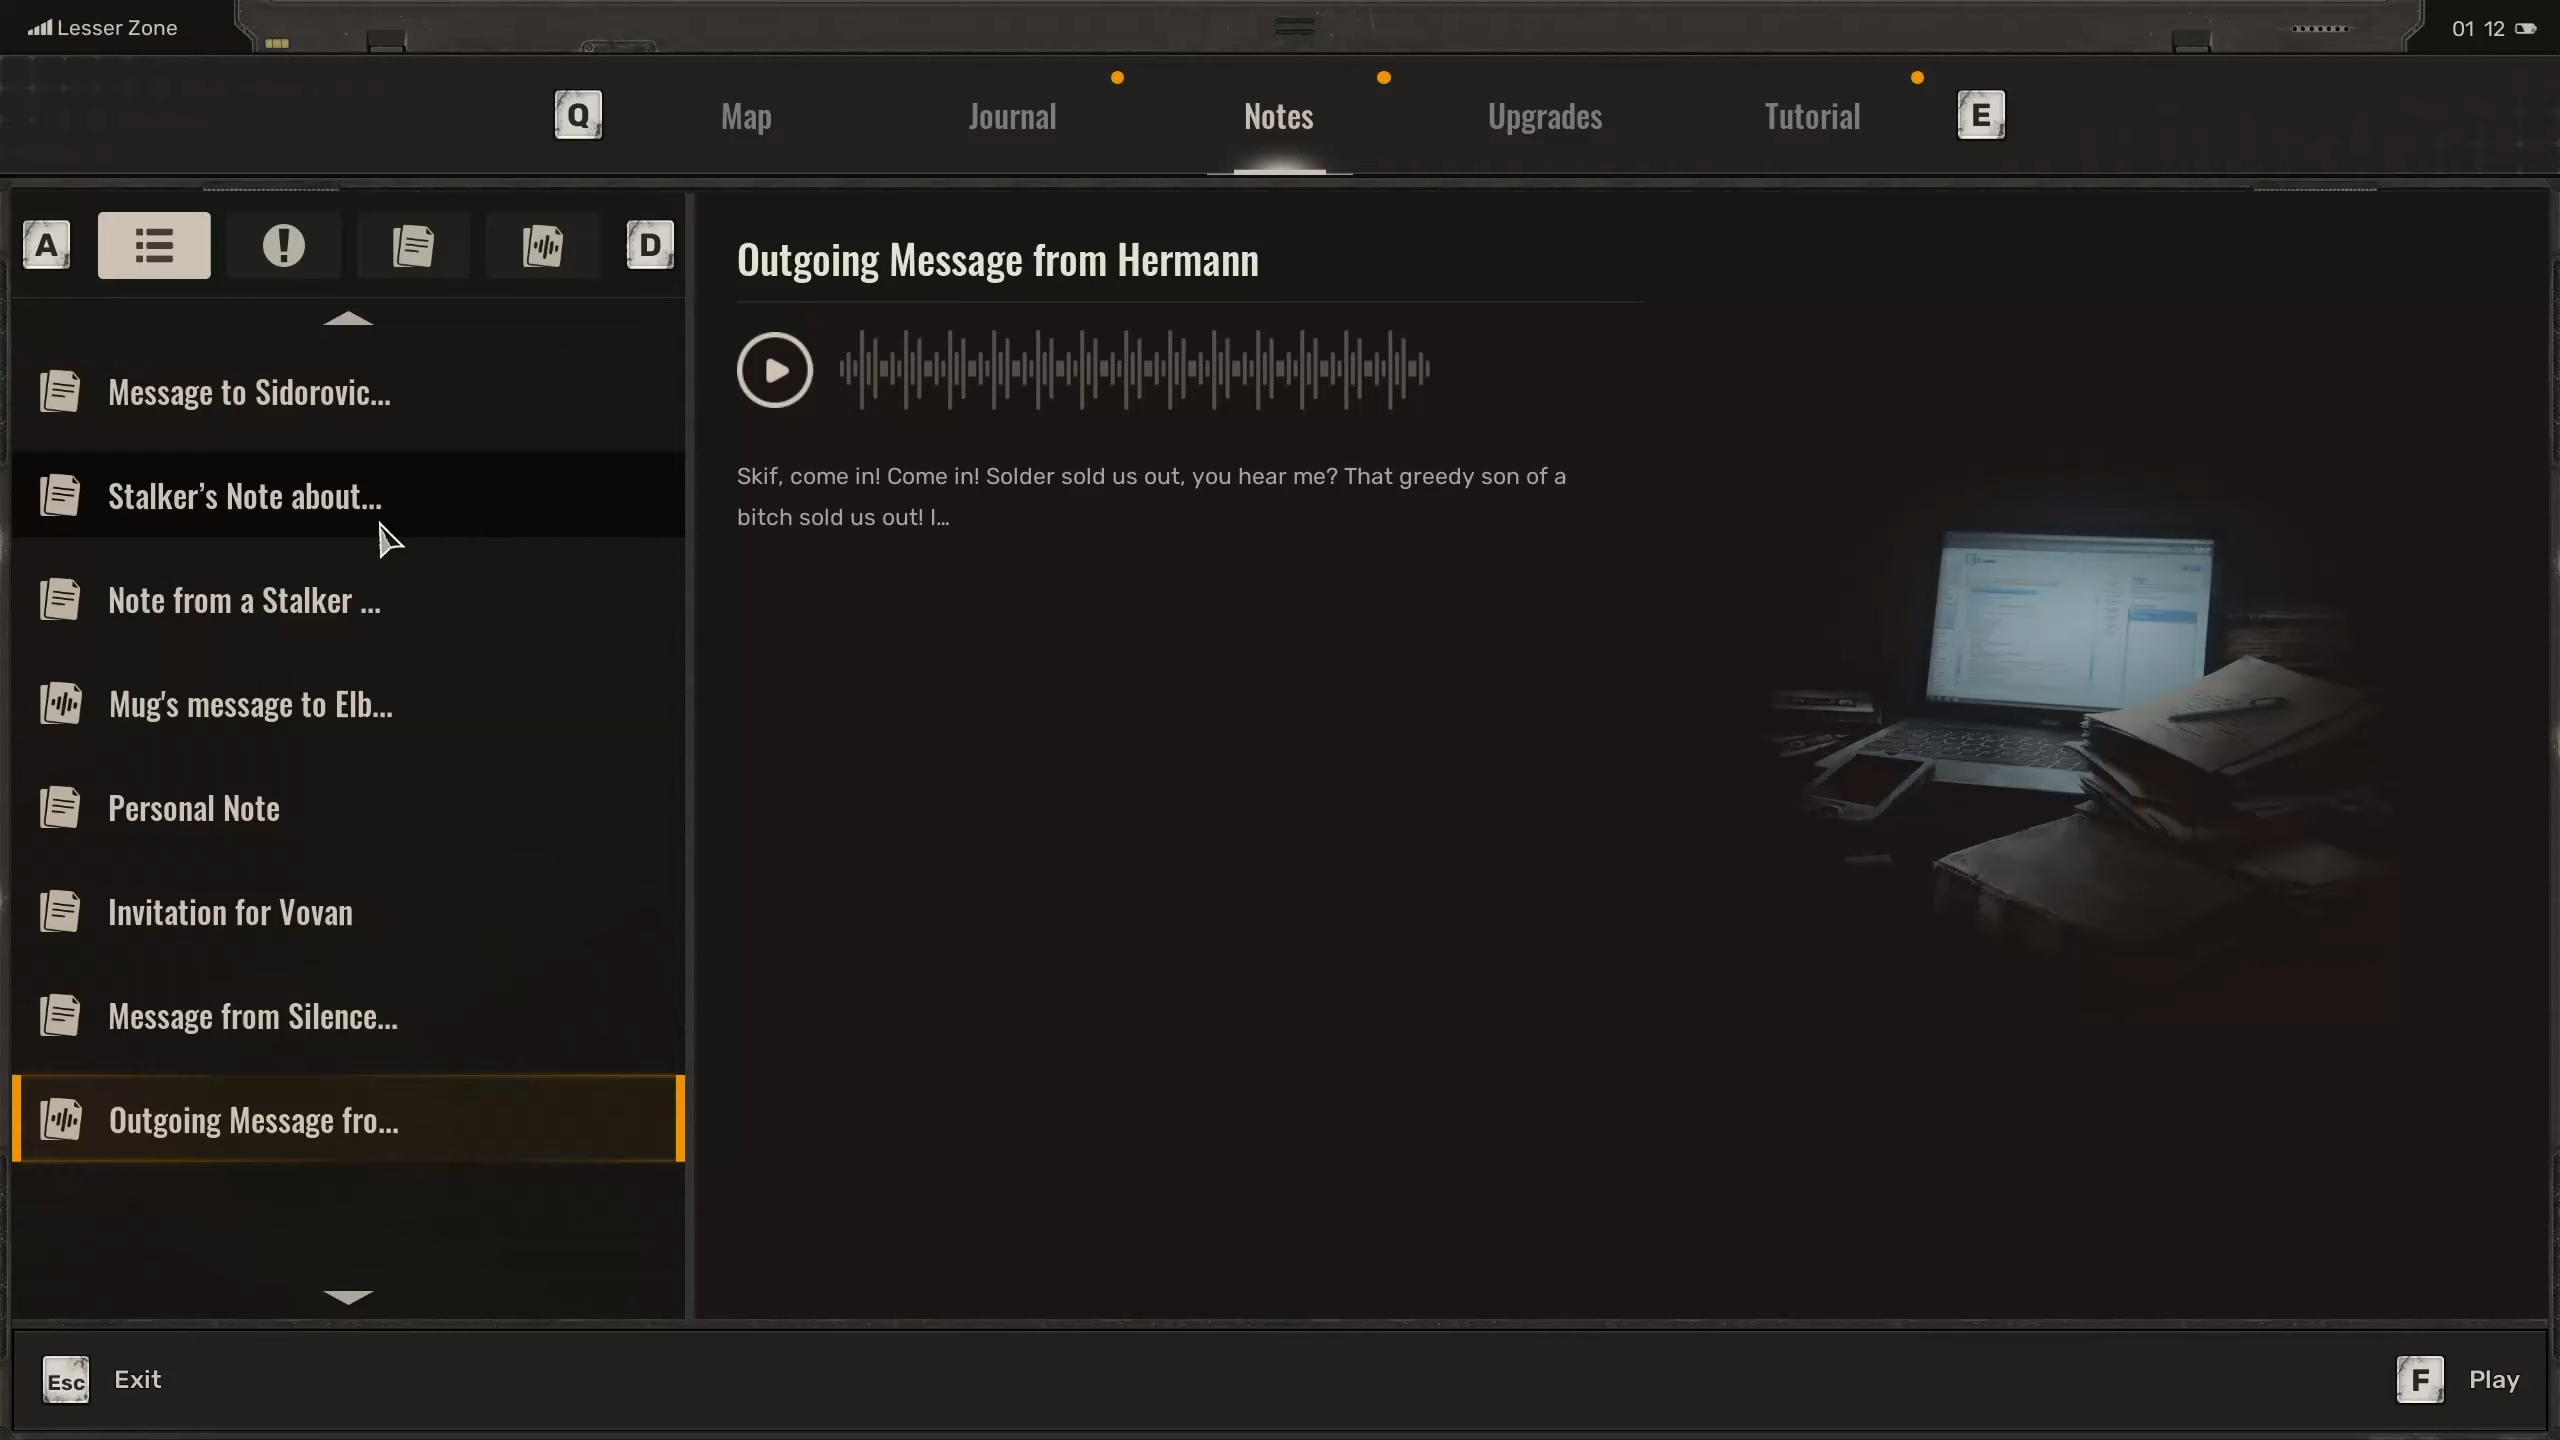 Lesser Zone
01 12
Q
Map
Journal
Notes
Upgrades
Tutorial
E
A
D
Message to Sidorovic...
Stalker’s Note about...
Note from a Stalker ...
Mug's message to Elb...
Personal Note
Invitation for Vovan
Message from Silence...
Outgoing Message fro...
Outgoing Message from Hermann
Skif, come in! Come in! Solder sold us out, you hear me? That greedy son of a
bitch sold us out! I...
Esc
Exit
F
Play